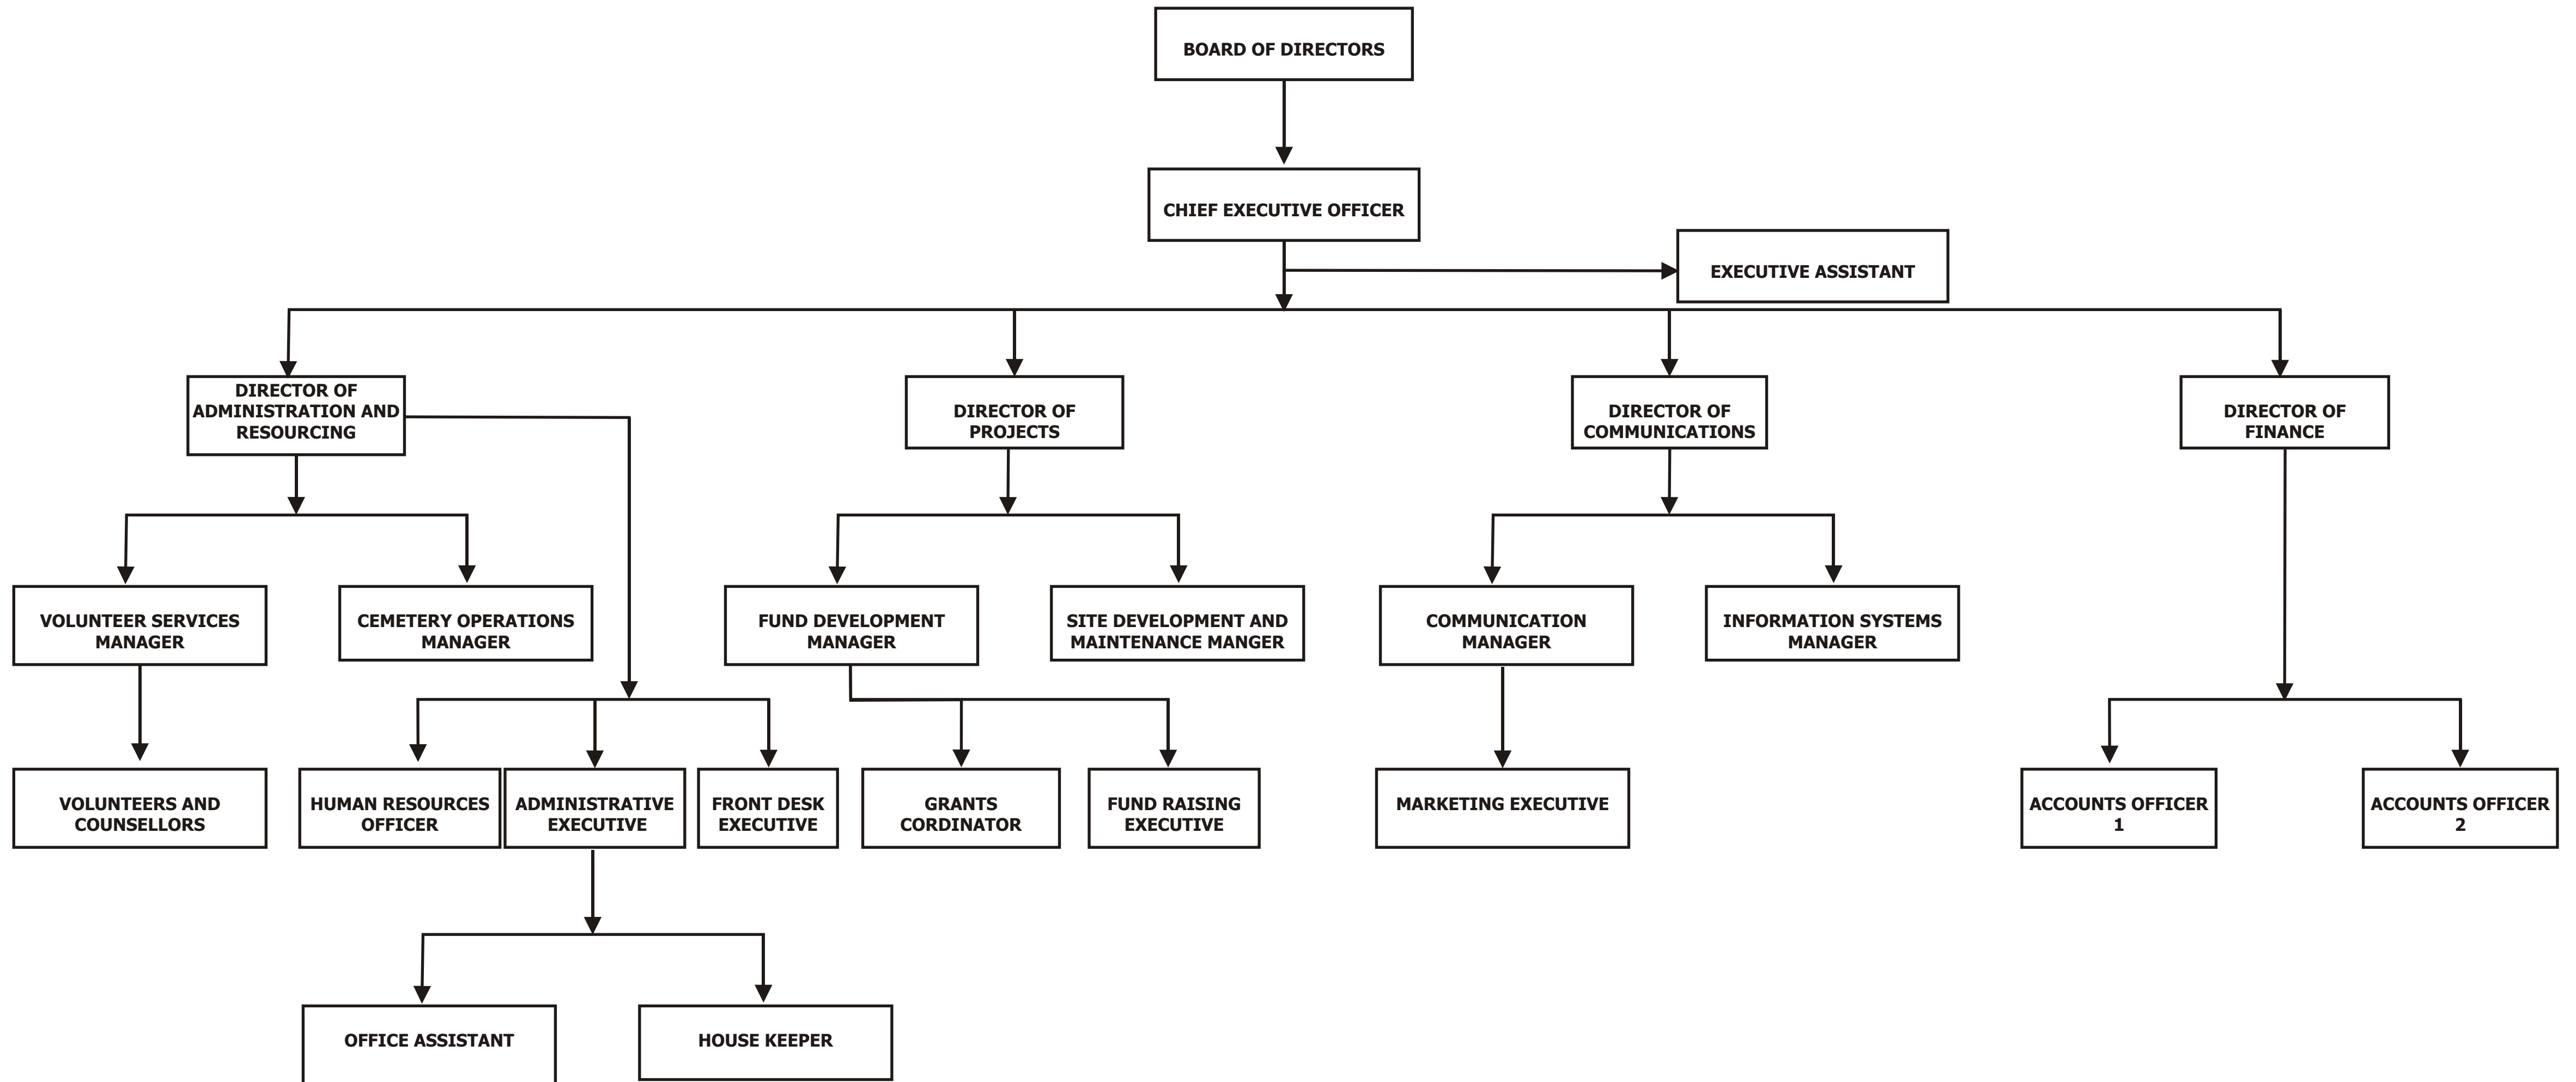 BOARD OF DIRECTORS
CHIEF EXECUTIVE OFFICER
EXECUTIVE ASSISTANT
DIRECTOR OF
ADMINISTRATION AND
RESOURCING
DIRECTOR OF
PROJECTS
DIRECTOR OF
COMMUNICATIONS
DIRECTOR OF
FINANCE
VOLUNTEER SERVICES
MANAGER
CEMETERY OPERATIONS
MANAGER
FUND DEVELOPMENT
MANAGER
SITE DEVELOPMENT AND
MAINTENANCE MANGER
COMMUNICATION
MANAGER
INFORMATION SYSTEMS
MANAGER
VOLUNTEERS AND
COUNSELLORS
HUMAN RESOURCES
OFFICER
ADMINISTRATIVE
EXECUTIVE
FRONT DESK
EXECUTIVE
GRANTS
CORDINATOR
FUND RAISING
EXECUTIVE
MARKETING EXECUTIVE
ACCOUNTS OFFICER
1
ACCOUNTS OFFICER
2
OFFICE ASSISTANT
HOUSE KEEPER